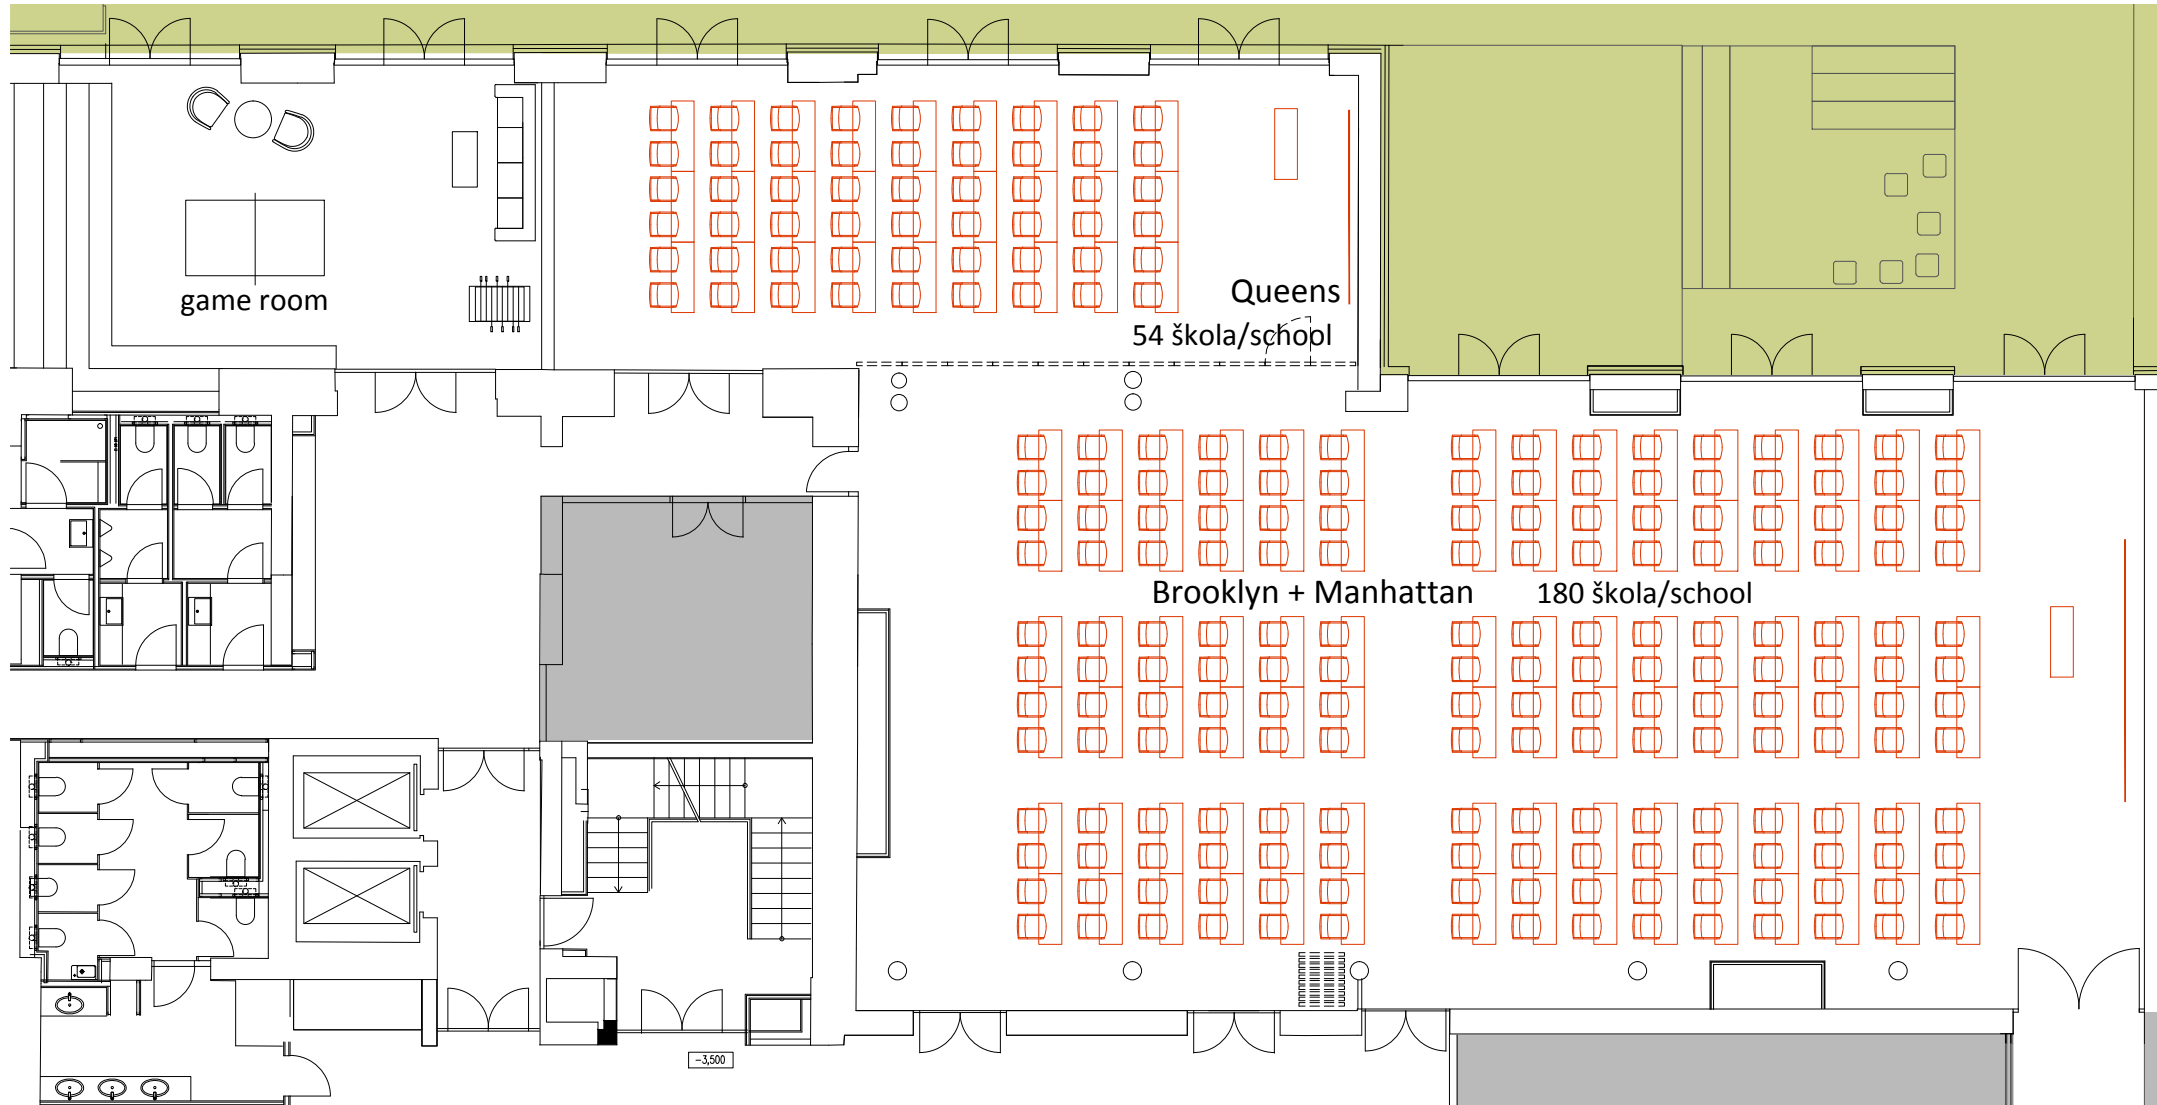 game room
Queens
54 škola/school
Brooklyn + Manhattan
180 škola/school
-3,500